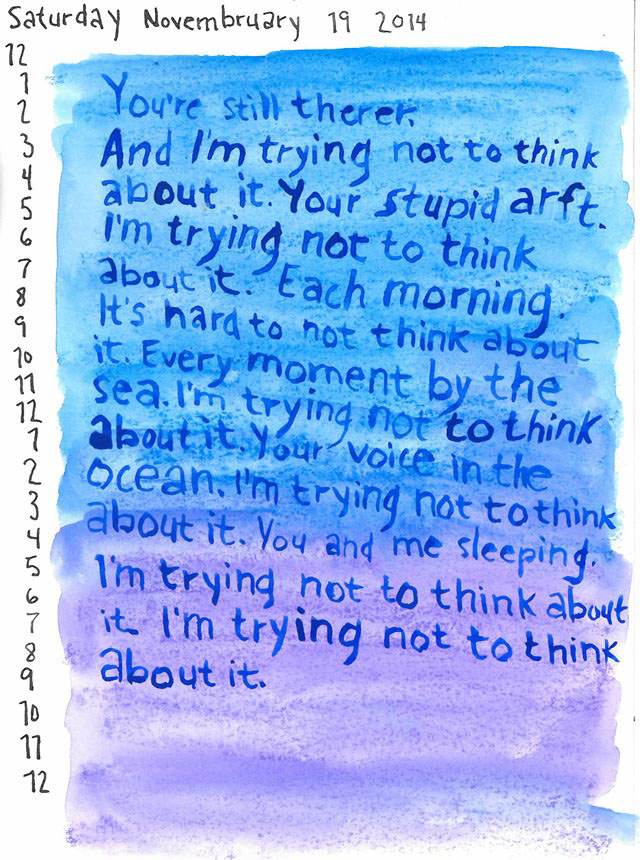 Saturday Novembruary 19 2014
12
1
2
3
4
5
6
7
8
9
10
11
12
1
2
3
4
5
6
7
8
9
10
11
12
You're still therer.
And I'm trying not to think
about it. Your stupid arft.
I'm trying not to think
about it. Each morning.
It's hard to not think about
it. Every moment by the
sea. I'm trying not to think
about it. Your voice in the
ocean. I'm trying not to think
about it. You and me sleeping.
I'm trying not to think about
it. I'm trying not to think
about it.